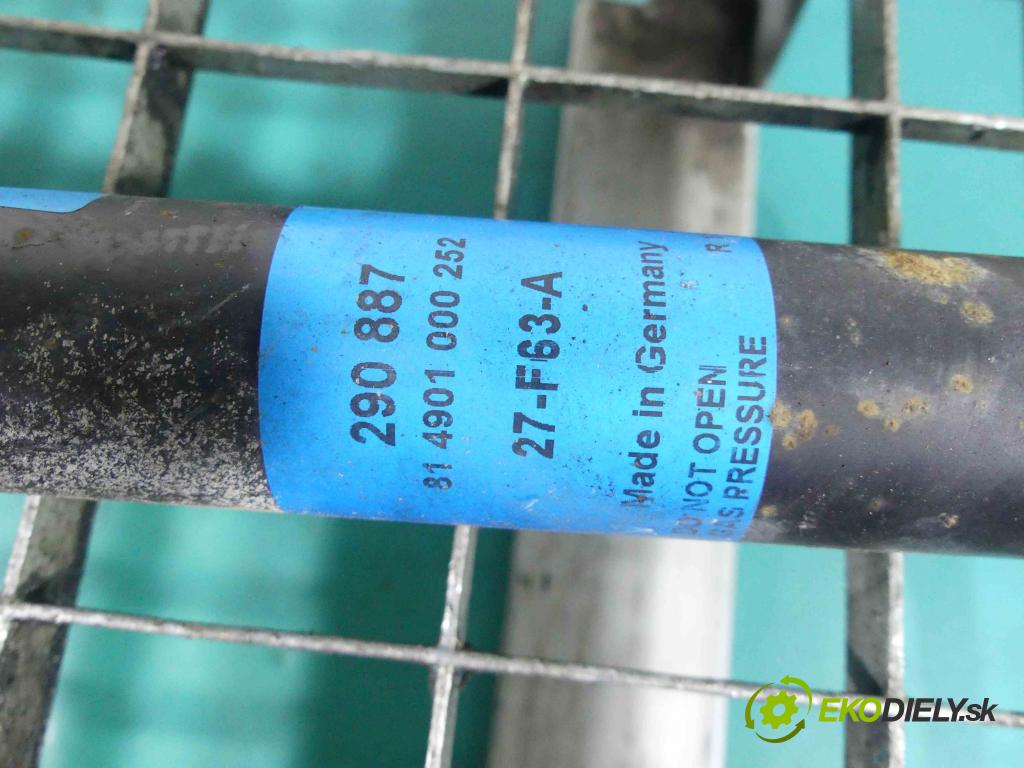 290 887
81 4901 000 252
27-F63-A
Made in Germany
R
DO NOT OPEN
GAS PRESSURE
EKODIELY.sk